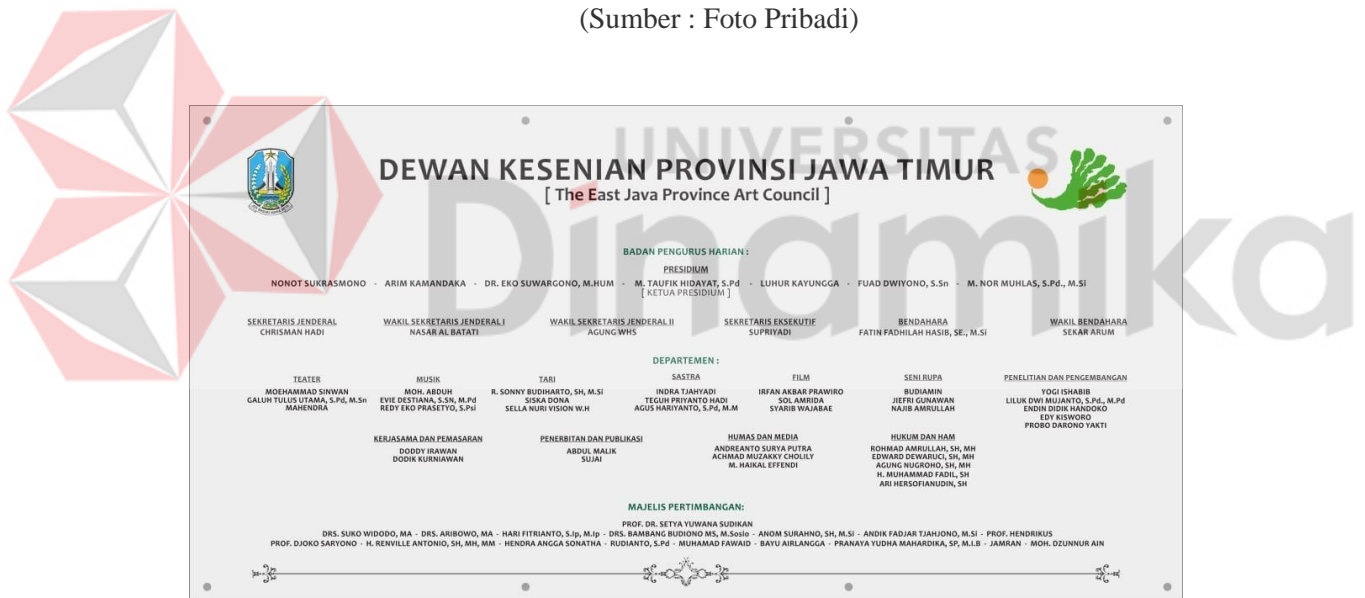 (Sumber : Foto Pribadi)
UNIVERSITAS
Dinamika
DEWAN KESENIAN PROVINSI JAWA TIMUR
[ The East Java Province Art Council ]
BADAN PENGURUS HARIAN :
PRESIDIUM
NONOT SUKRASMONO - ARIM KAMANDAKA - DR. EKO SUWARGONO, M.HUM - M. TAUFIK HIDAYAT, S.Pd - LUHUR KAYUNGGA - FUAD DWIYONO, S.Sn - M. NOR MUHLAS, S.Pd., M.Si
[ KETUA PRESIDIUM ]
SEKRETARIS JENDERAL WAKIL SEKRETARIS JENDERAL I WAKIL SEKRETARIS JENDERAL II SEKRETARIS EKSEKUTIF BENDAHARA WAKIL BENDAHARA
CHRISMAN HADI NASAR AL BATATI AGUNG WHS SUPRIYADI FATIN FADHILAH HASIB, SE., M.Si SEKAR ARUM
DEPARTEMEN :
TEATER
MOEHAMMAD SINWAN
GALUH TULUS UTAMA, S.Pd, M.Sn
MAHENDRA
MUSIK
MOH. ABDUH
EVIE DESTIANA, S.SN, M.Pd
REDY EKO PRASETYO, S.Psi
TARI
R. SONNY BUDIHARTO, SH, M.Si
SISKA DONA
SELLA NURI VISION W.H
SASTRA
INDRA TJAHYADI
TEGUH PRIYANTO HADI
AGUS HARIYANTO, S.Pd, M.M
FILM
IRFAN AKBAR PRAWIRO
SOL AMRIDA
SYARIB WAJABAE
SENI RUPA
BUDIAMIN
JIEFRI GUNAWAN
NAJIB AMRULLAH
PENELITIAN DAN PENGEMBANGAN
YOGI ISHABIB
LILUK DWI MUJANTO, S.Pd., M.Pd
ENDIN DIDIK HANDOKO
EDY KISWORO
PROBO DARONO YAKTI
KERJASAMA DAN PEMASARAN
DODDY IRAWAN
DODIK KURNIAWAN
PENERBITAN DAN PUBLIKASI
ABDUL MALIK
SUJAI
HUMAS DAN MEDIA
ANDREANTO SURYA PUTRA
ACHMAD MUZAKKY CHOLILY
M. HAIKAL EFFENDI
HUKUM DAN HAM
ROHMAD AMRULLAH, SH, MH
EDWARD DEWARUCI, SH, MH
AGUNG NUGROHO, SH, MH
H. MUHAMMAD FADIL, SH
ARI HERSOFIANUDIN, SH
MAJELIS PERTIMBANGAN:
PROF. DR. SETYA YUWANA SUDIKAN
DRS. SUKO WIDODO, MA - DRS. ARIBOWO, MA - HARI FITRIANTO, S.Ip, M.Ip - DRS. BAMBANG BUDIONO MS, M.Sosio - ANOM SURAHNO, SH, M.Si - ANDIK FADJAR TJAHJONO, M.Si - PROF. HENDRIKUS
PROF. DJOKO SARYONO - H. RENVILLE ANTONIO, SH, MH, MM - HENDRA ANGGA SONATHA - RUDIANTO, S.Pd - MUHAMAD FAWAID - BAYU AIRLANGGA - PRANAYA YUDHA MAHARDIKA, SP, M.I.B - JAMRAN - MOH. DZUNNUR AIN